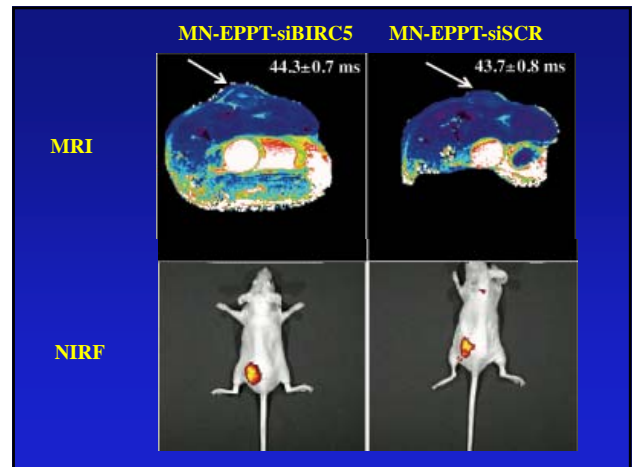 MN-EPPT-siBIRC5 MN-EPPT-siSCR
44.3±0.7 ms 43.7±0.8 ms
MRI
NIRF